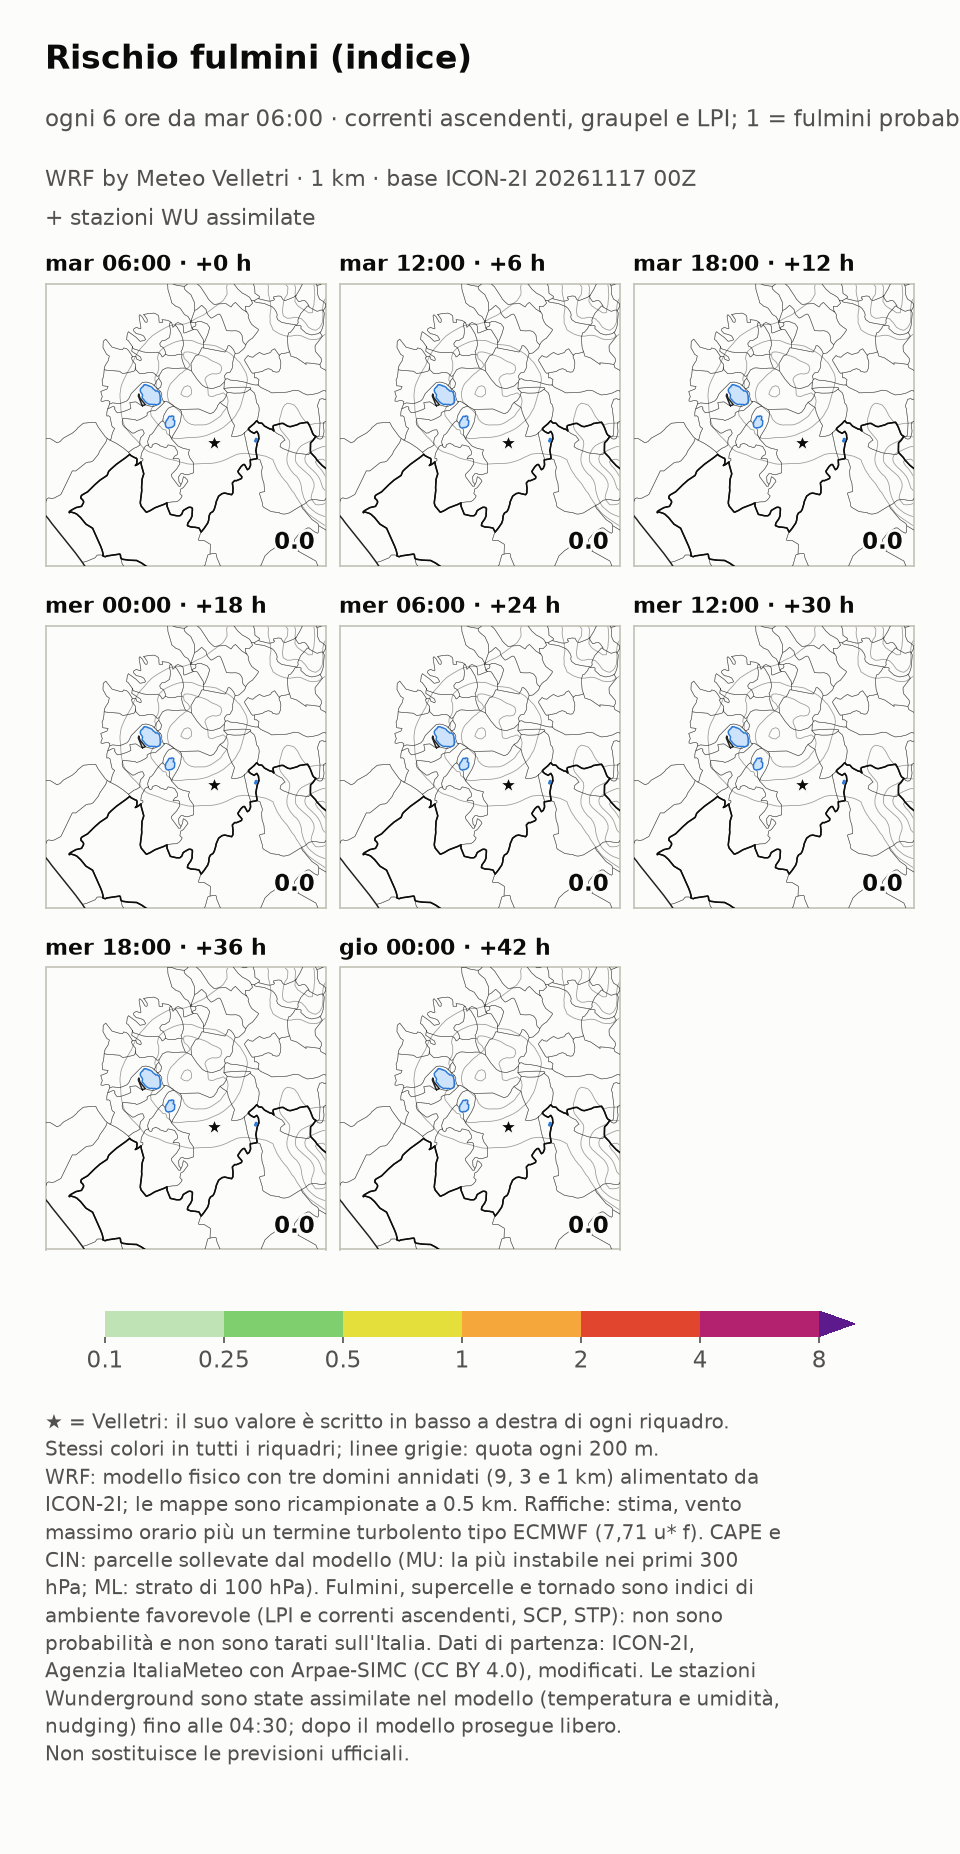 Rischio fulmini (indice)
ogni 6 ore da mar 06:00 · correnti ascendenti, graupel e LPI; 1 = fulmini probab
WRF by Meteo Velletri · 1 km · base ICON-2I 20261117 00Z
+ stazioni WU assimilate
mar 06:00 · +0 h
mar 12:00 · +6 h
mar 18:00 · +12 h
0.0
0.0
0.0
mer 00:00 · +18 h
mer 06:00 · +24 h
mer 12:00 · +30 h
0.0
0.0
0.0
mer 18:00 · +36 h
gio 00:00 · +42 h
0.0
0.0
0.1
0.25
0.5
1
2
4
8
★ = Velletri: il suo valore è scritto in basso a destra di ogni riquadro.
Stessi colori in tutti i riquadri; linee grigie: quota ogni 200 m.
WRF: modello fisico con tre domini annidati (9, 3 e 1 km) alimentato da
ICON-2I; le mappe sono ricampionate a 0.5 km. Raffiche: stima, vento
massimo orario più un termine turbolento tipo ECMWF (7,71 u* f). CAPE e
CIN: parcelle sollevate dal modello (MU: la più instabile nei primi 300
hPa; ML: strato di 100 hPa). Fulmini, supercelle e tornado sono indici di
ambiente favorevole (LPI e correnti ascendenti, SCP, STP): non sono
probabilità e non sono tarati sull'Italia. Dati di partenza: ICON-2I,
Agenzia ItaliaMeteo con Arpae-SIMC (CC BY 4.0), modificati. Le stazioni
Wunderground sono state assimilate nel modello (temperatura e umidità,
nudging) fino alle 04:30; dopo il modello prosegue libero.
Non sostituisce le previsioni ufficiali.